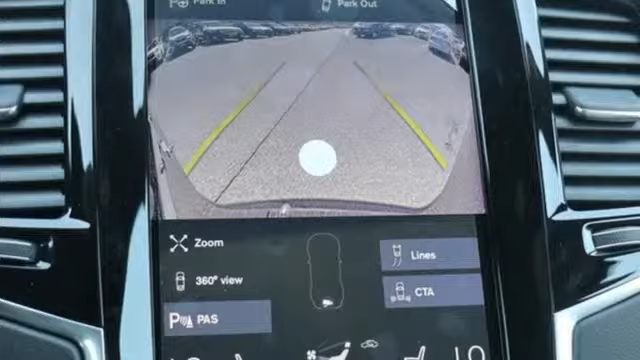 Park In
Park Out
Zoom
360° view
PAS
Lines
CTA